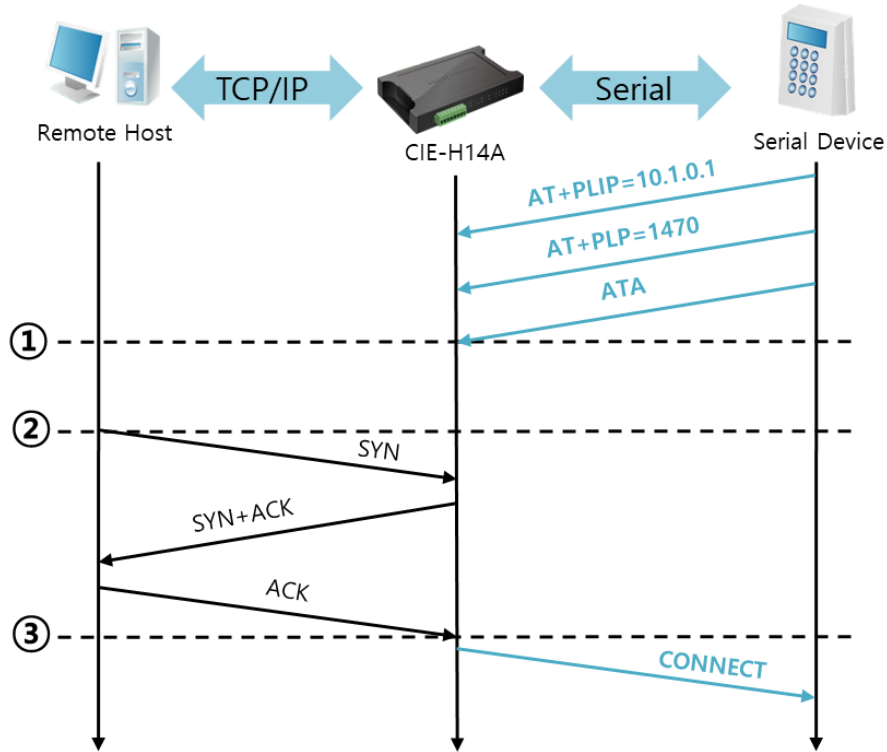 TCP/IP
Serial
Remote Host
CIE-H14A
Serial Device
AT+PLIP=10.1.0.1
AT+PLP=1470
ATA
①
②
SYN
SYN+ACK
ACK
③
CONNECT